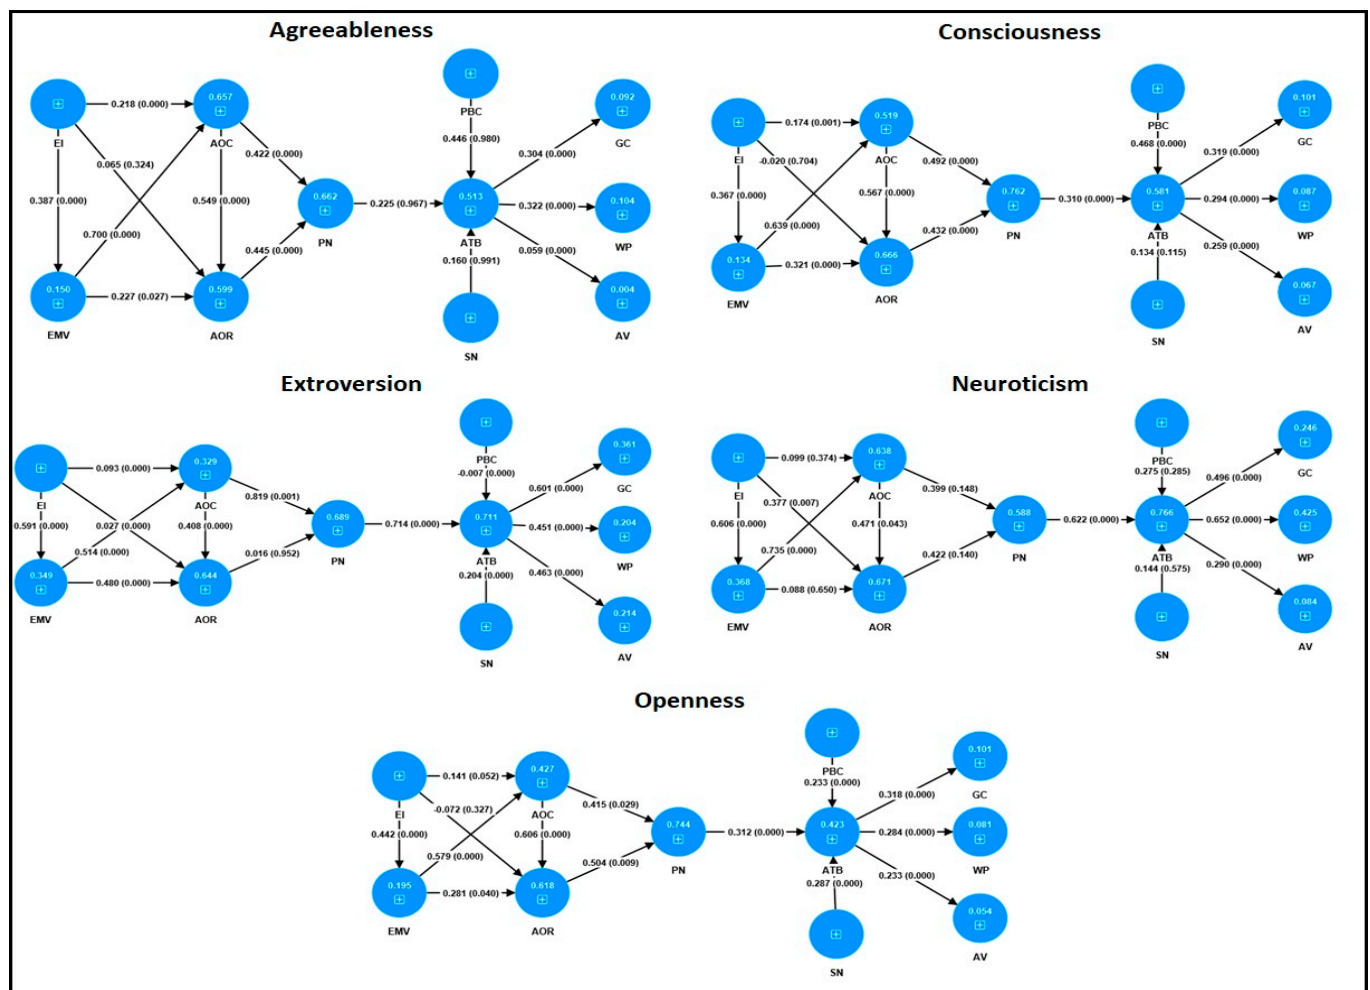 Agreeableness
0.218 (0.000)
0.657
EI
AOC
PBC
0.446 (0.980)
0.092
GC
0.304 (0.000)
0.422 (0.000)
0.065 (0.324)
0.387 (0.000)
0.549 (0.000)
0.662
PN
0.225 (0.967)
0.513
0.322 (0.000)
0.104
WP
ATB
0.700 (0.000)
0.445 (0.000)
0.160 (0.991)
0.059 (0.000)
0.150
EMV
0.227 (0.027)
0.599
AOR
0.004
AV
SN
Consciousness
0.174 (0.001)
0.519
EI
AOC
PBC
0.468 (0.000)
0.101
GC
0.319 (0.000)
-0.020 (0.704)
0.492 (0.000)
0.367 (0.000)
0.567 (0.000)
0.762
PN
0.310 (0.000)
0.581
0.294 (0.000)
0.087
WP
ATB
0.639 (0.000)
0.432 (0.000)
0.134 (0.115)
0.259 (0.000)
0.134
EMV
0.321 (0.000)
0.666
AOR
0.067
AV
SN
Extroversion
0.093 (0.000)
0.329
EI
AOC
PBC
-0.007 (0.000)
0.361
GC
0.601 (0.000)
0.819 (0.001)
0.591 (0.000)
0.027 (0.000)
0.408 (0.000)
0.689
PN
0.714 (0.000)
0.711
0.451 (0.000)
0.204
WP
ATB
0.514 (0.000)
0.016 (0.952)
0.204 (0.000)
0.463 (0.000)
0.349
EMV
0.480 (0.000)
0.644
AOR
0.214
AV
SN
Neuroticism
0.099 (0.374)
0.638
EI
AOC
PBC
0.275 (0.285)
0.246
GC
0.496 (0.000)
0.399 (0.148)
0.377 (0.007)
0.606 (0.000)
0.471 (0.043)
0.588
PN
0.622 (0.000)
0.766
0.652 (0.000)
0.425
WP
ATB
0.735 (0.000)
0.422 (0.140)
0.144 (0.575)
0.290 (0.000)
0.368
EMV
0.088 (0.650)
0.671
AOR
0.084
AV
SN
Openness
0.141 (0.052)
0.427
EI
AOC
PBC
0.233 (0.000)
0.101
GC
0.318 (0.000)
0.415 (0.029)
-0.072 (0.327)
0.442 (0.000)
0.606 (0.000)
0.744
PN
0.312 (0.000)
0.423
0.284 (0.000)
0.081
WP
ATB
0.579 (0.000)
0.504 (0.009)
0.287 (0.000)
0.233 (0.000)
0.195
EMV
0.281 (0.040)
0.618
AOR
0.054
AV
SN